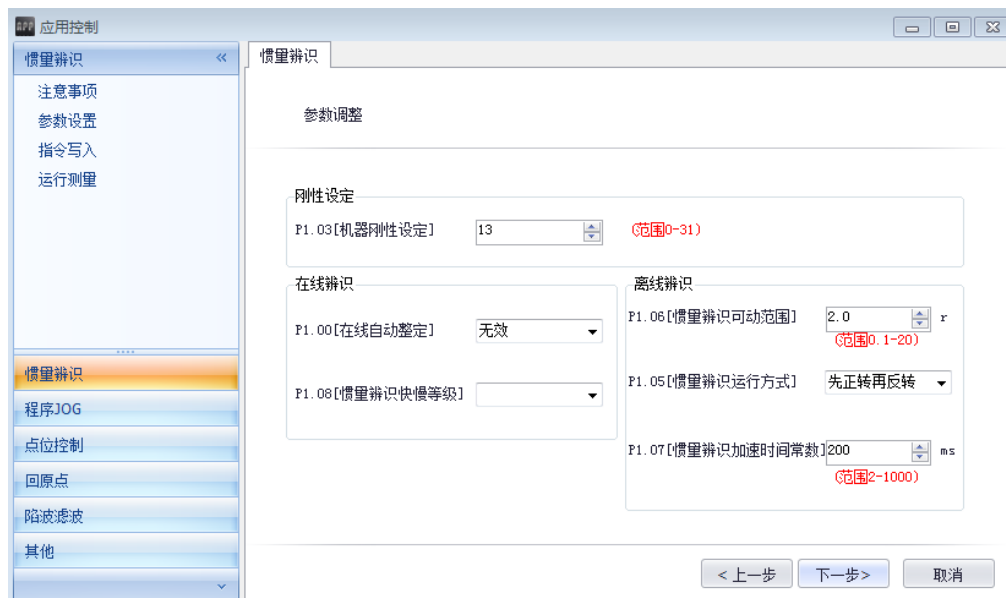 APP 应用控制
惯量辨识
注意事项
参数设置
指令写入
运行测量
惯量辨识
程序JOG
点位控制
回原点
陷波滤波
其他
惯量辨识
参数调整
刚性设定
P1.03[机器刚性设定] 13 (范围0-31)
在线辨识
P1.00[在线自动整定] 无效
P1.08[惯量辨识快慢等级]
离线辨识
P1.06[惯量辨识可动范围] 2.0 r
(范围0.1-20)
P1.05[惯量辨识运行方式] 先正转再反转
P1.07[惯量辨识加速时间常数] 200 ms
(范围2-1000)
<上一步 下一步> 取消